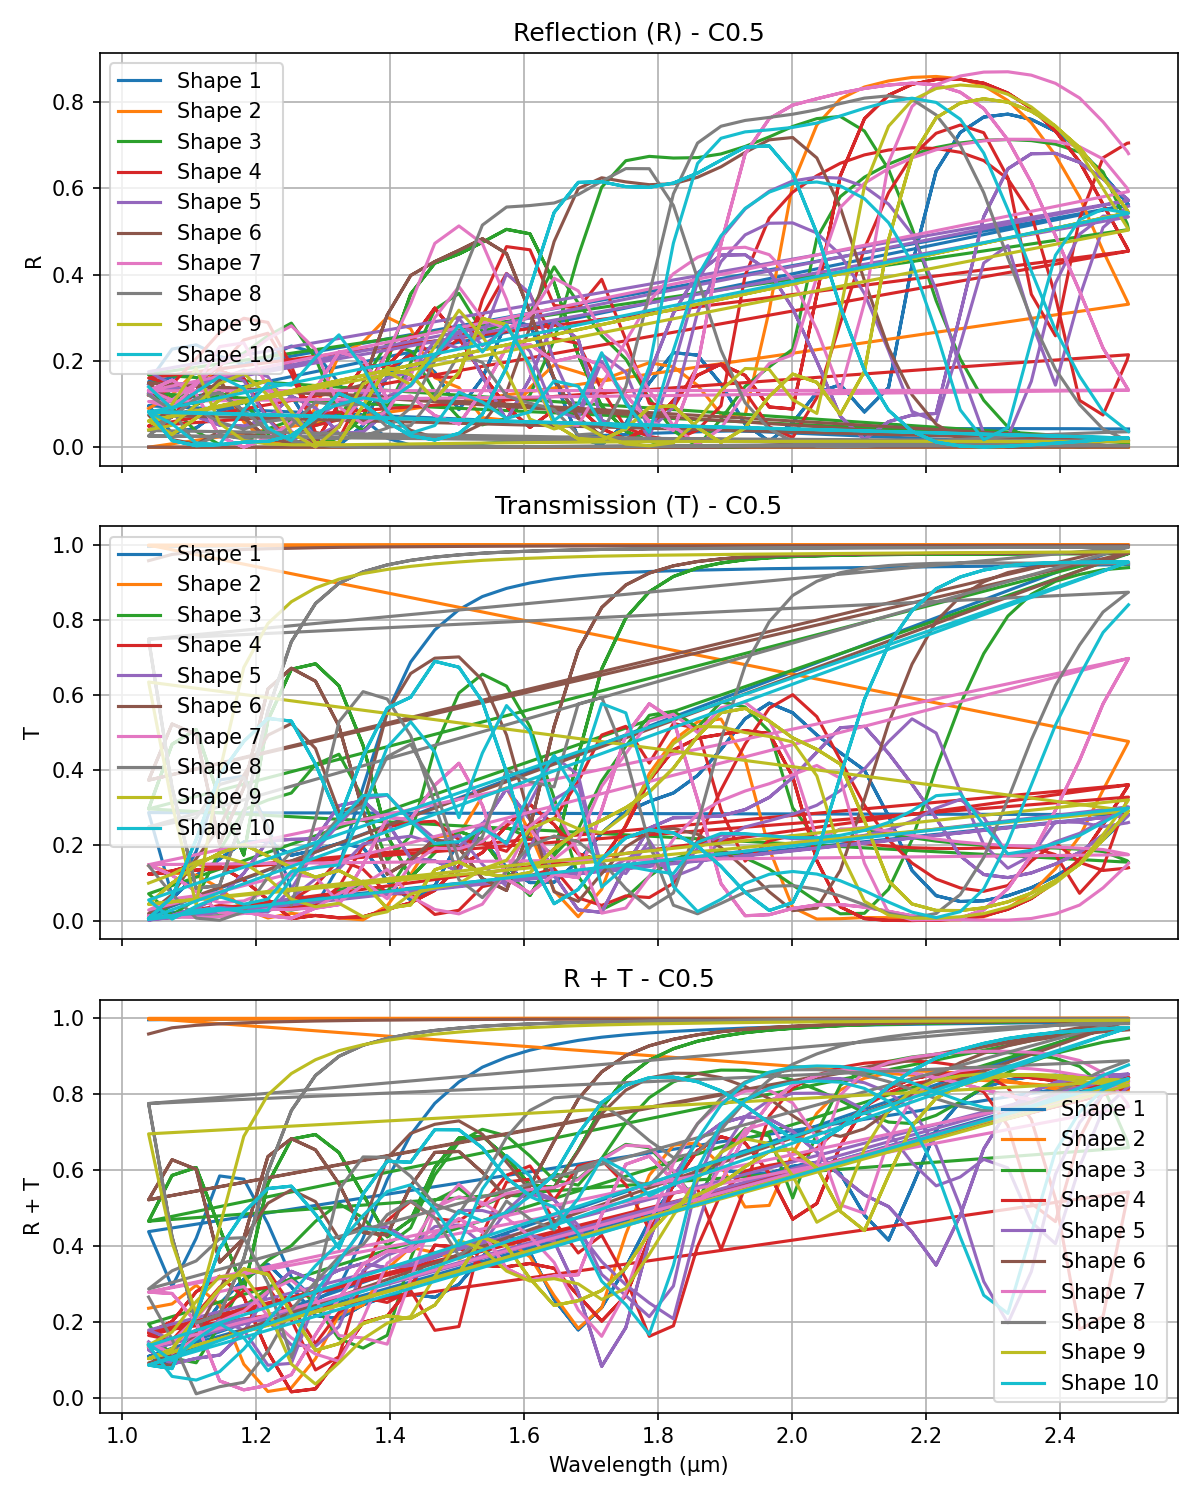 Reflection (R) - C0.5
R
0.8
0.6
0.4
0.2
0.0
Shape 1
Shape 2
Shape 3
Shape 4
Shape 5
Shape 6
Shape 7
Shape 8
Shape 9
Shape 10
Transmission (T) - C0.5
T
1.0
0.8
0.6
0.4
0.2
0.0
Shape 1
Shape 2
Shape 3
Shape 4
Shape 5
Shape 6
Shape 7
Shape 8
Shape 9
Shape 10
R + T - C0.5
R + T
1.0
0.8
0.6
0.4
0.2
0.0
Shape 1
Shape 2
Shape 3
Shape 4
Shape 5
Shape 6
Shape 7
Shape 8
Shape 9
Shape 10
1.0 1.2 1.4 1.6 1.8 2.0 2.2 2.4
Wavelength (μm)